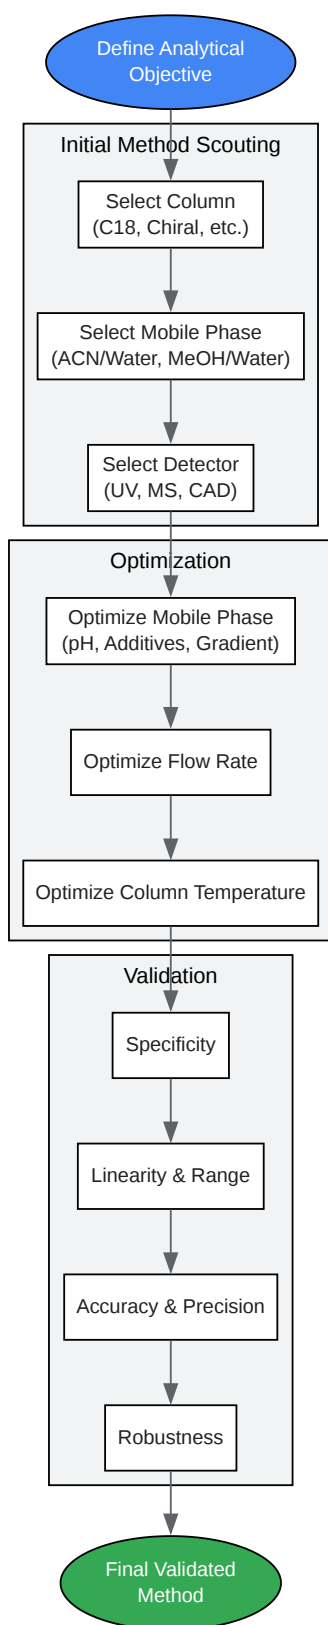 Define Analytical
Objective
Initial Method Scouting
Select Column
(C18, Chiral, etc.)
Select Mobile Phase
(ACN/Water, MeOH/Water)
Select Detector
(UV, MS, CAD)
Optimization
Optimize Mobile Phase
(pH, Additives, Gradient)
Optimize Flow Rate
Optimize Column Temperature
Validation
Specificity
Linearity & Range
Accuracy & Precision
Robustness
Final Validated
Method